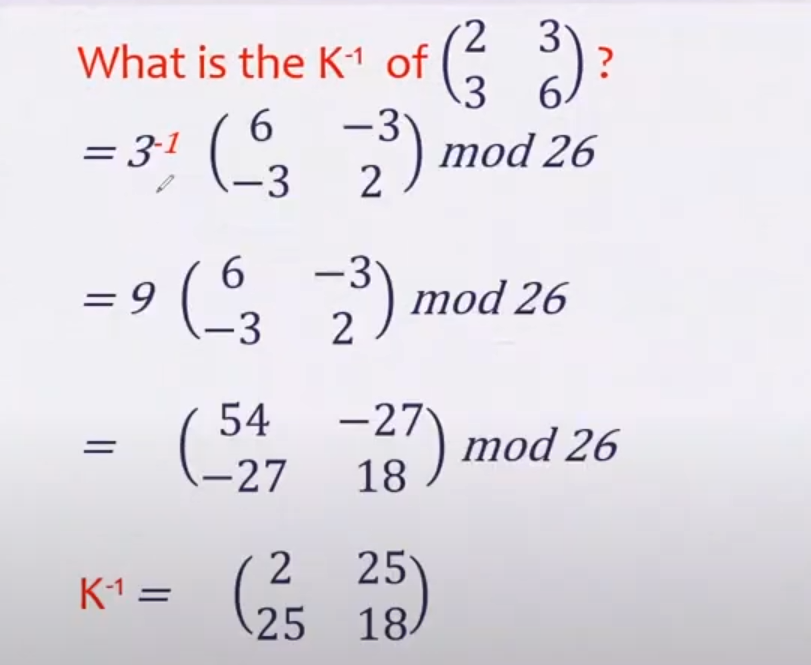 What is the K⁻¹ of (2 3
3 6) ?
= 3⁻¹ (6 −3
−3 2) mod 26
= 9 (6 −3
−3 2) mod 26
= (54 −27
−27 18) mod 26
K⁻¹ = (2 25
25 18)